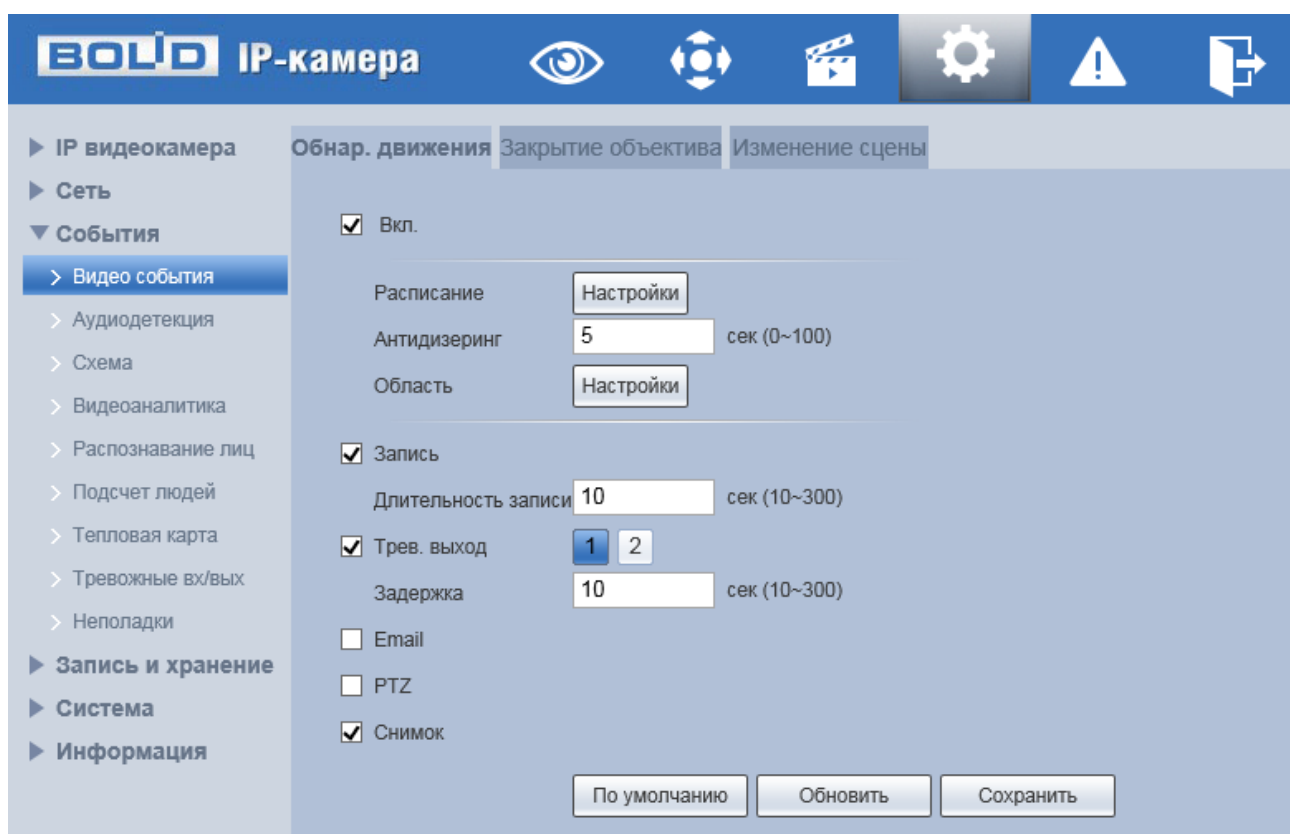 BOLID IP-камера
IP видеокамера
Сеть
События
Видео события
Аудиодетекция
Схема
Видеоаналитика
Распознавание лиц
Подсчет людей
Тепловая карта
Тревожные вх/вых
Неполадки
Запись и хранение
Система
Информация
Обнар. движения Закрытие объектива Изменение сцены
Вкл.
Расписание Настройки
Антидизеринг 5 сек (0~100)
Область Настройки
Запись
Длительность записи 10 сек (10~300)
Трев. выход 1 2
Задержка 10 сек (10~300)
Email
PTZ
Снимок
По умолчанию Обновить Сохранить